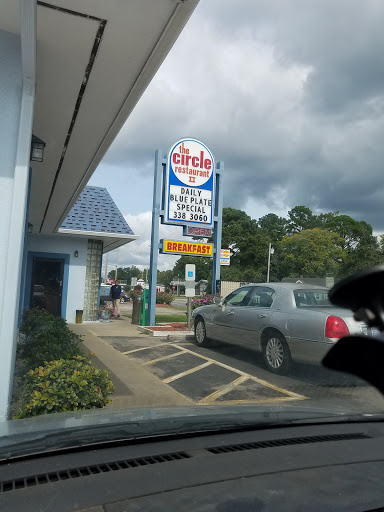 the
circle
restaurant
II
DAILY
BLUE PLATE
SPECIAL
338 3060
BREAKFAST